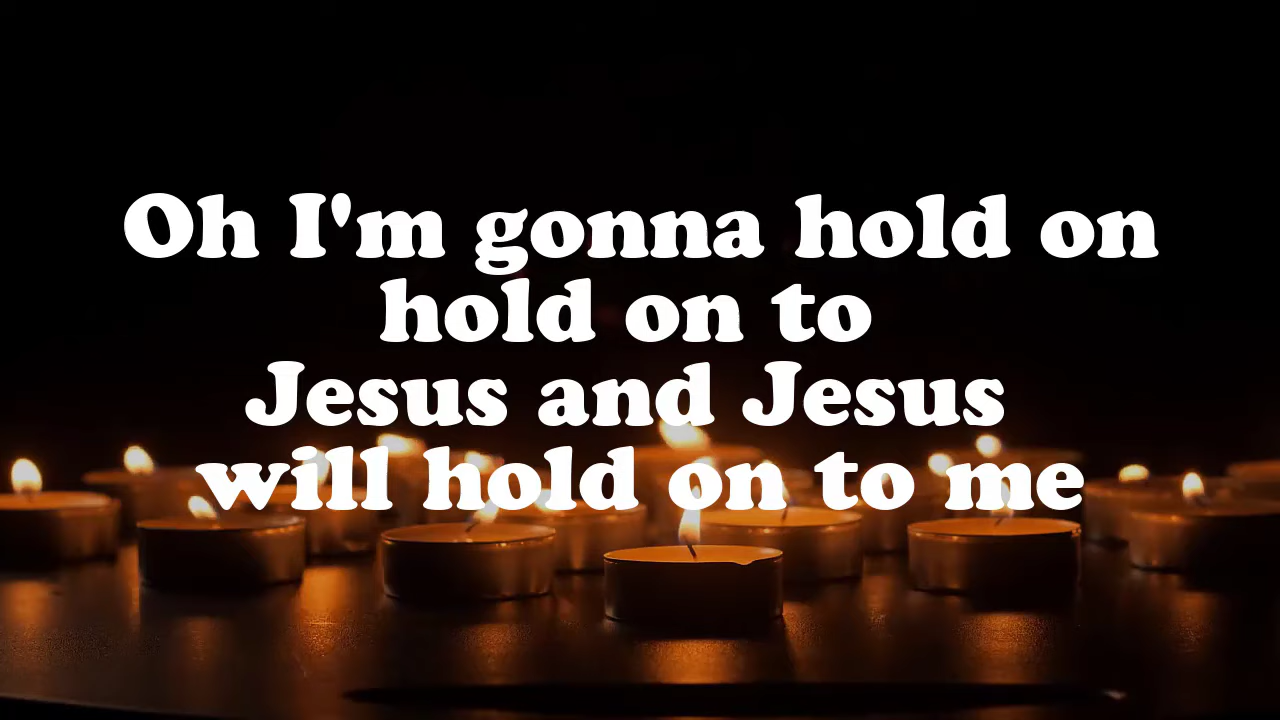 Oh I'm gonna hold on
hold on to
Jesus and Jesus
will hold on to me